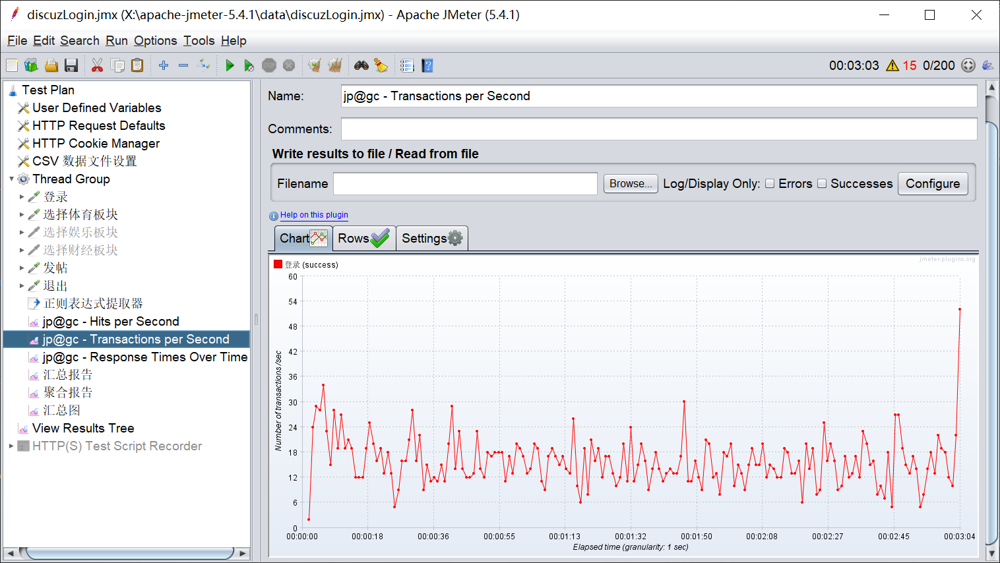 discuzLogin.jmx (X:\apache-jmeter-5.4.1\data\discuzLogin.jmx) - Apache JMeter (5.4.1)
File Edit Search Run Options Tools Help
STOP
00:03:03 15 0/200
Test Plan
User Defined Variables
HTTP Request Defaults
HTTP Cookie Manager
CSV 数据文件设置
Thread Group
登录
选择体育板块
选择娱乐板块
选择财经板块
发帖
退出
正则表达式提取器
jp@gc - Hits per Second
jp@gc - Transactions per Second
jp@gc - Response Times Over Time
汇总报告
聚合报告
汇总图
View Results Tree
HTTP(S) Test Script Recorder
Name: jp@gc - Transactions per Second
Comments:
Write results to file / Read from file
Filename Browse... Log/Display Only: Errors Successes Configure
Help on this plugin
Chart Rows Settings
登录 (success)
jmeter-plugins.org
60
54
48
42
36
30
24
18
12
6
0
Number of transactions /sec
00:00:00 00:00:18 00:00:36 00:00:55 00:01:13 00:01:32 00:01:50 00:02:08 00:02:27 00:02:45 00:03:04
Elapsed time (granularity: 1 sec)